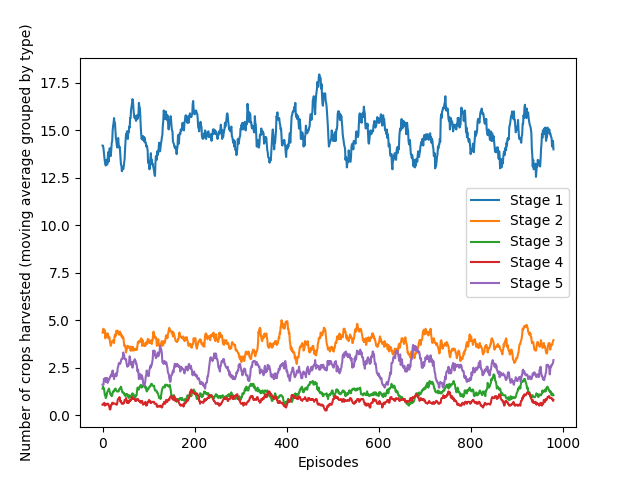 Number of crops harvested (moving average grouped by type)
17.5
15.0
12.5
10.0
7.5
5.0
2.5
0.0
Stage 1
Stage 2
Stage 3
Stage 4
Stage 5
0 200 400 600 800 1000
Episodes